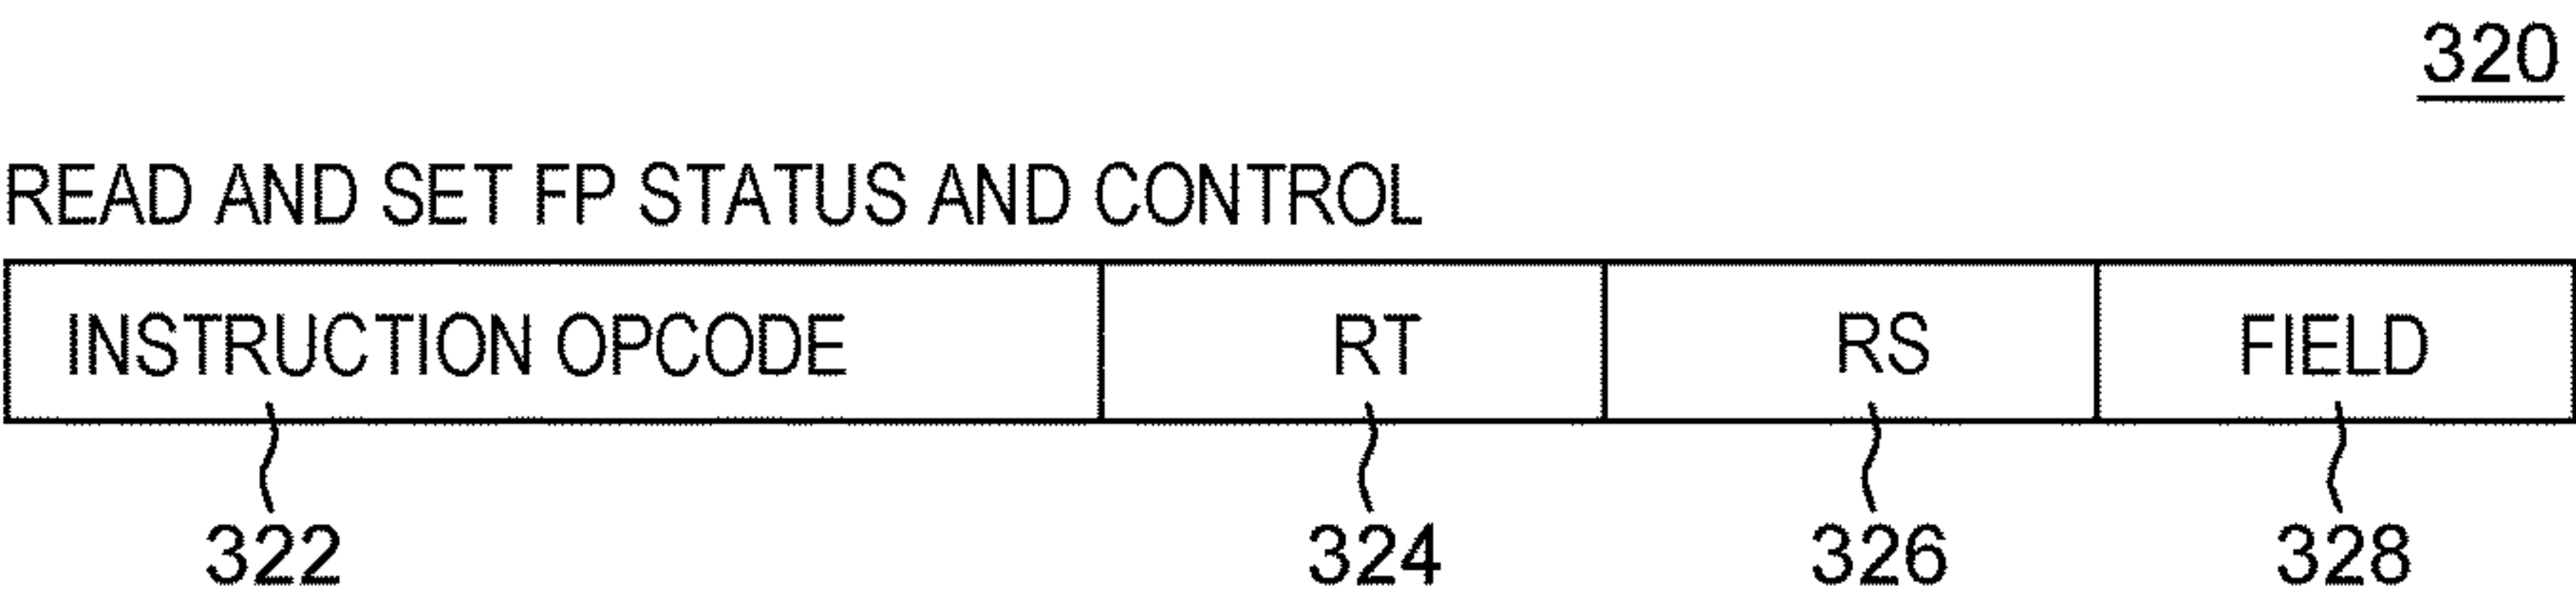 320
READ AND SET FP STATUS AND CONTROL
INSTRUCTION OPCODE RT RS FIELD
322 324 326 328